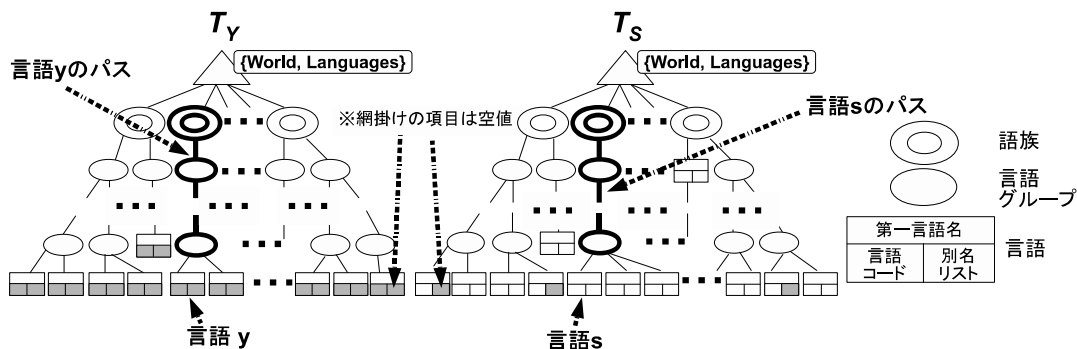 T_Y
{World, Languages}
言語yのパス
※網掛けの項目は空値
言語 y
T_S
{World, Languages}
言語sのパス
言語s
語族
言語
グループ
第一言語名
言語
コード
別名
リスト
言語